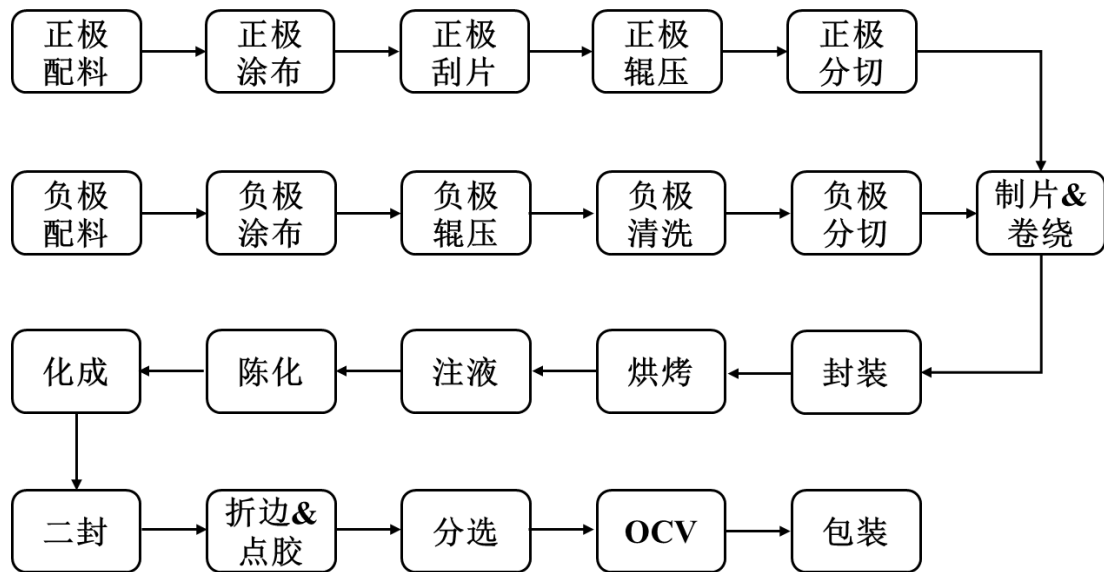 正极
配料
正极
涂布
正极
刮片
正极
辊压
正极
分切
负极
配料
负极
涂布
负极
辊压
负极
清洗
负极
分切
制片&
卷绕
化成
陈化
注液
烘烤
封装
二封
折边&
点胶
分选
OCV
包装